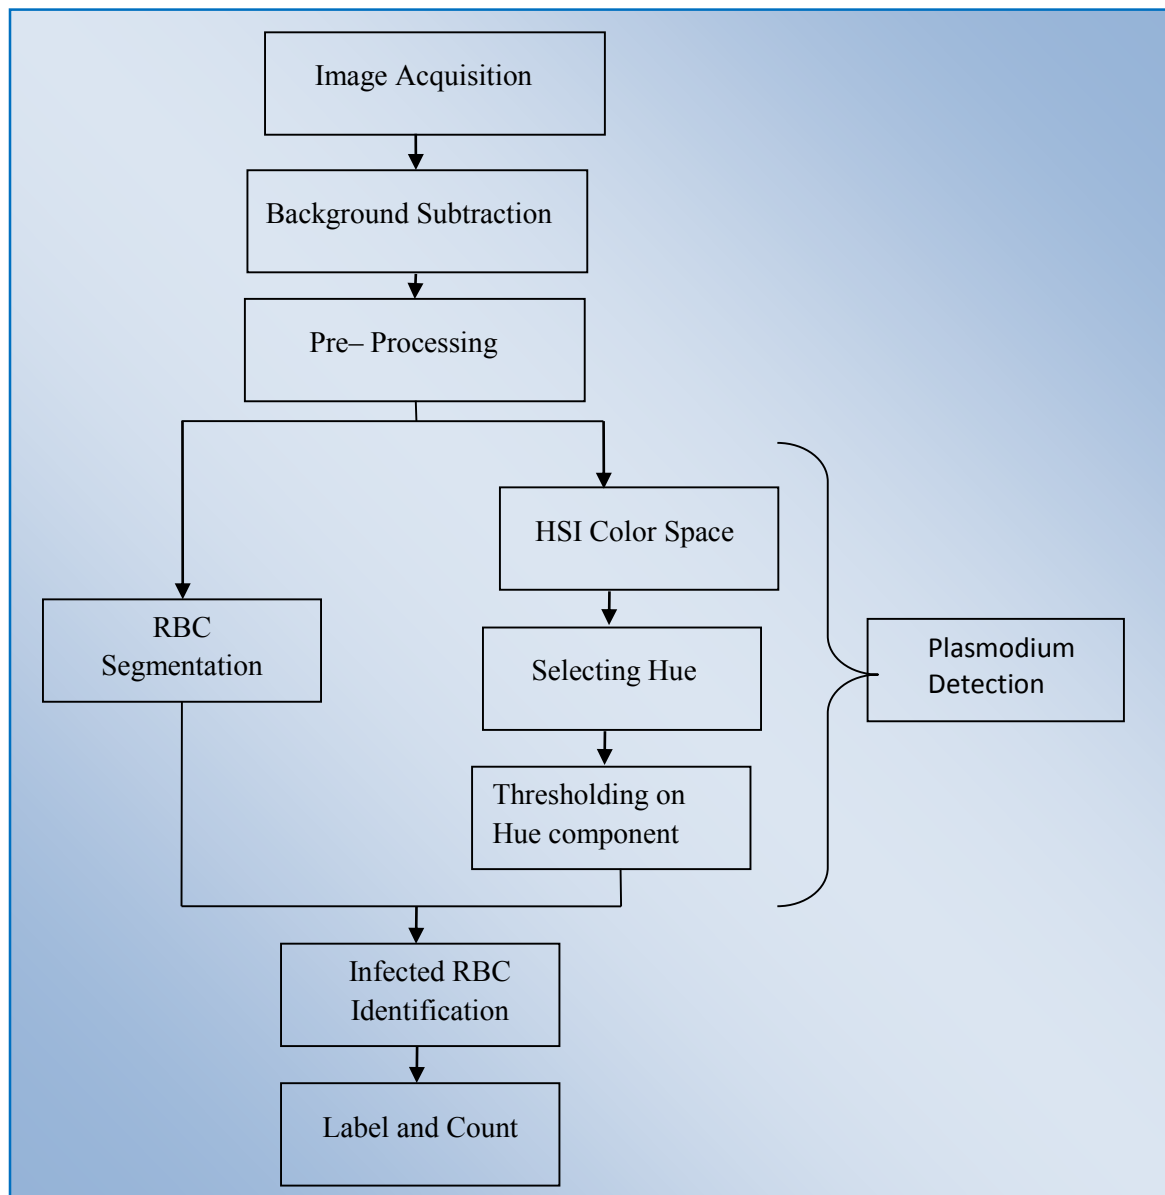 Image Acquisition
Background Subtraction
Pre– Processing
HSI Color Space
RBC
Segmentation
Selecting Hue
Plasmodium
Detection
Thresholding on
Hue component
Infected RBC
Identification
Label and Count